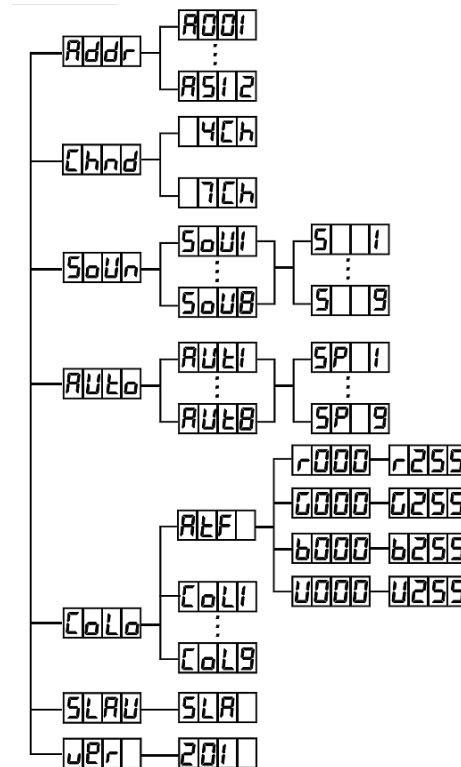 A001
Addr
A512
4Ch
Chnd
7Ch
SoU1 S 1
SoUn
SoU8 S 9
AUt1 SP 1
AUto
AUt8 SP 9
r000 r255
G000 G255
AtF
b000 b255
U000 U255
CoL1
CoLo
CoL9
SLAU SLA
uEr 201